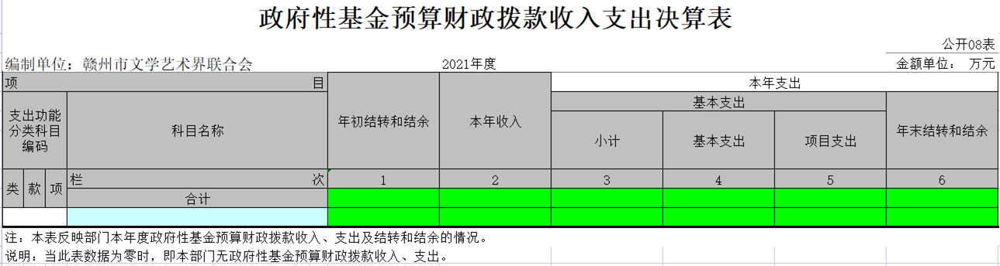 政府性基金预算财政拨款收入支出决算表
公开08表
编制单位：赣州市文学艺术界联合会 2021年度 金额单位： 万元
项 目 年初结转和结余 本年收入 本年支出
支出功能分类科目编码 科目名称 基本支出 年末结转和结余
小计 基本支出 项目支出
类 款 项 栏 次 1 2 3 4 5 6
合计
注：本表反映部门本年度政府性基金预算财政拨款收入、支出及结转和结余的情况。
说明：当此表数据为零时，即本部门无政府性基金预算财政拨款收入、支出。